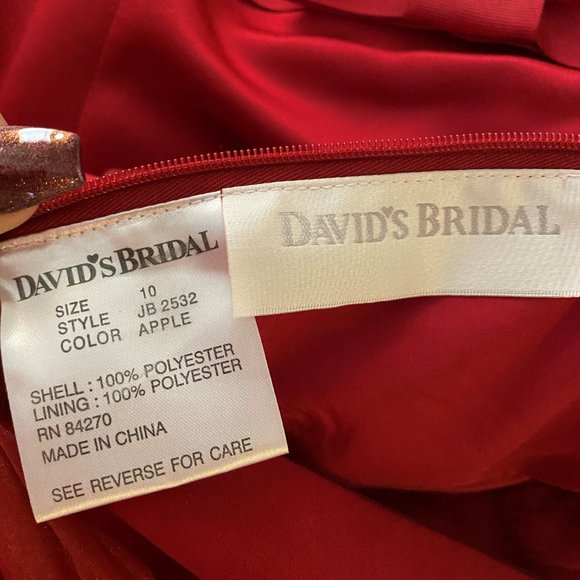 DAVID'S BRIDAL
SIZE 10
STYLE JB 2532
COLOR APPLE
SHELL : 100% POLYESTER
LINING : 100% POLYESTER
RN 84270
MADE IN CHINA
SEE REVERSE FOR CARE
DAVID'S BRIDAL